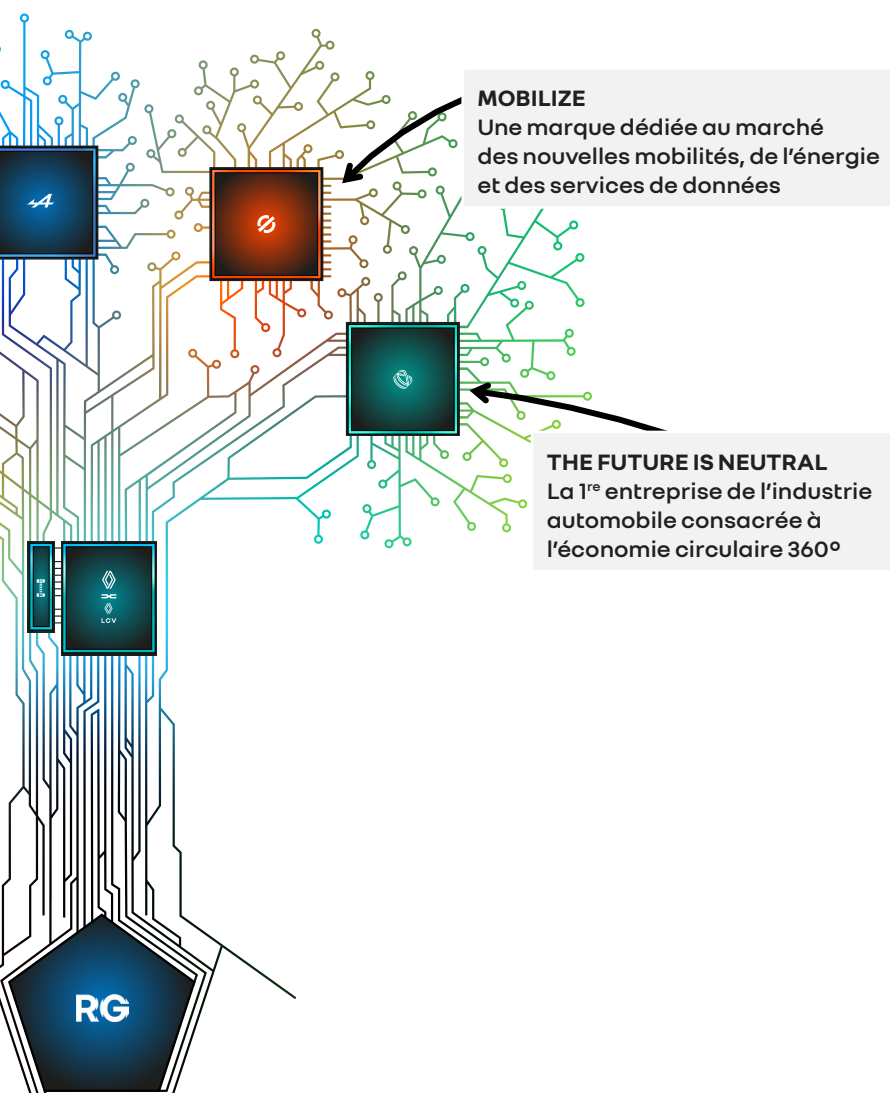 MOBILIZE
Une marque dédiée au marché
des nouvelles mobilités, de l’énergie
et des services de données
THE FUTURE IS NEUTRAL
La 1ʳᵉ entreprise de l’industrie
automobile consacrée à
l’économie circulaire 360º
LCV
RG